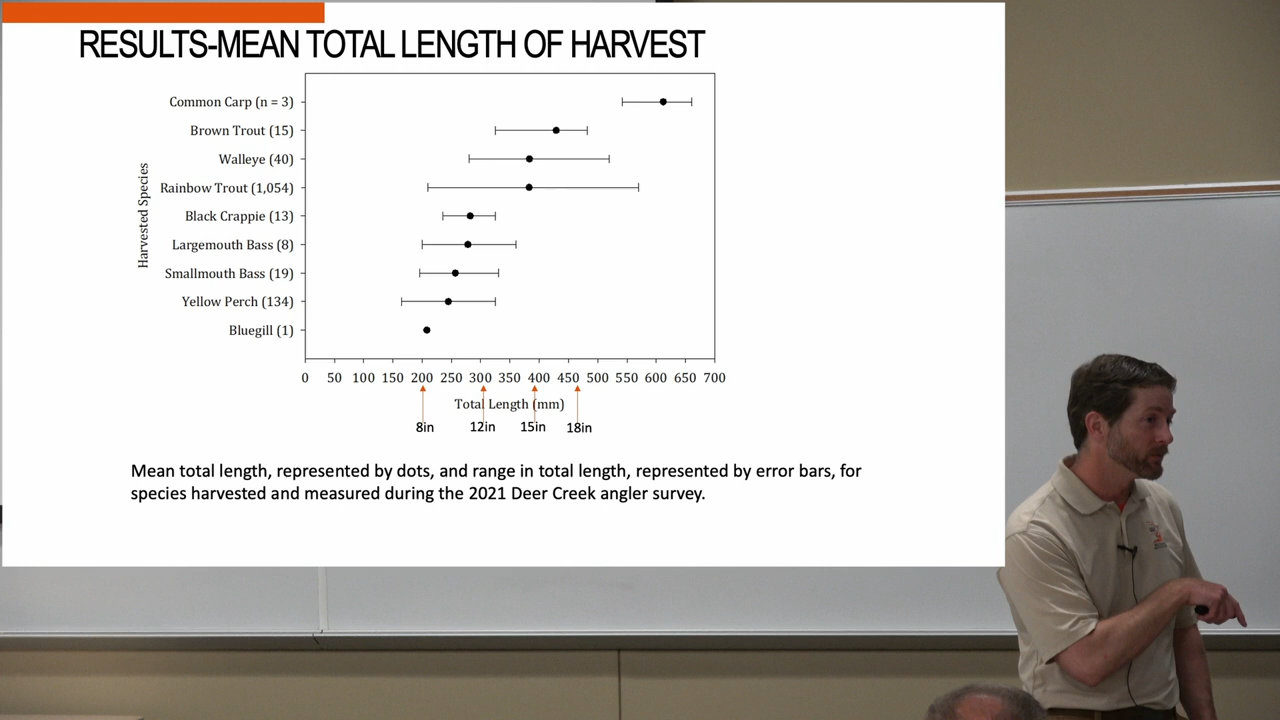 RESULTS-MEAN TOTAL LENGTH OF HARVEST
Harvested Species
Common Carp (n = 3)
Brown Trout (15)
Walleye (40)
Rainbow Trout (1,054)
Black Crappie (13)
Largemouth Bass (8)
Smallmouth Bass (19)
Yellow Perch (134)
Bluegill (1)
0 50 100 150 200 250 300 350 400 450 500 550 600 650 700
Total Length (mm)
8in 12in 15in 18in
Mean total length, represented by dots, and range in total length, represented by error bars, for
species harvested and measured during the 2021 Deer Creek angler survey.